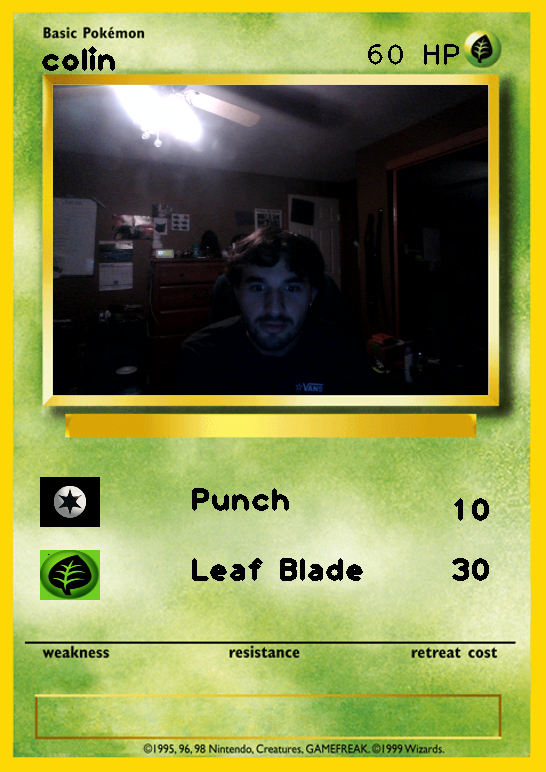 Basic Pokémon
colin
60 HP
VANS
Punch
10
Leaf Blade
30
weakness resistance retreat cost
©1995, 96, 98 Nintendo, Creatures, GAMEFREAK. ©1999 Wizards.